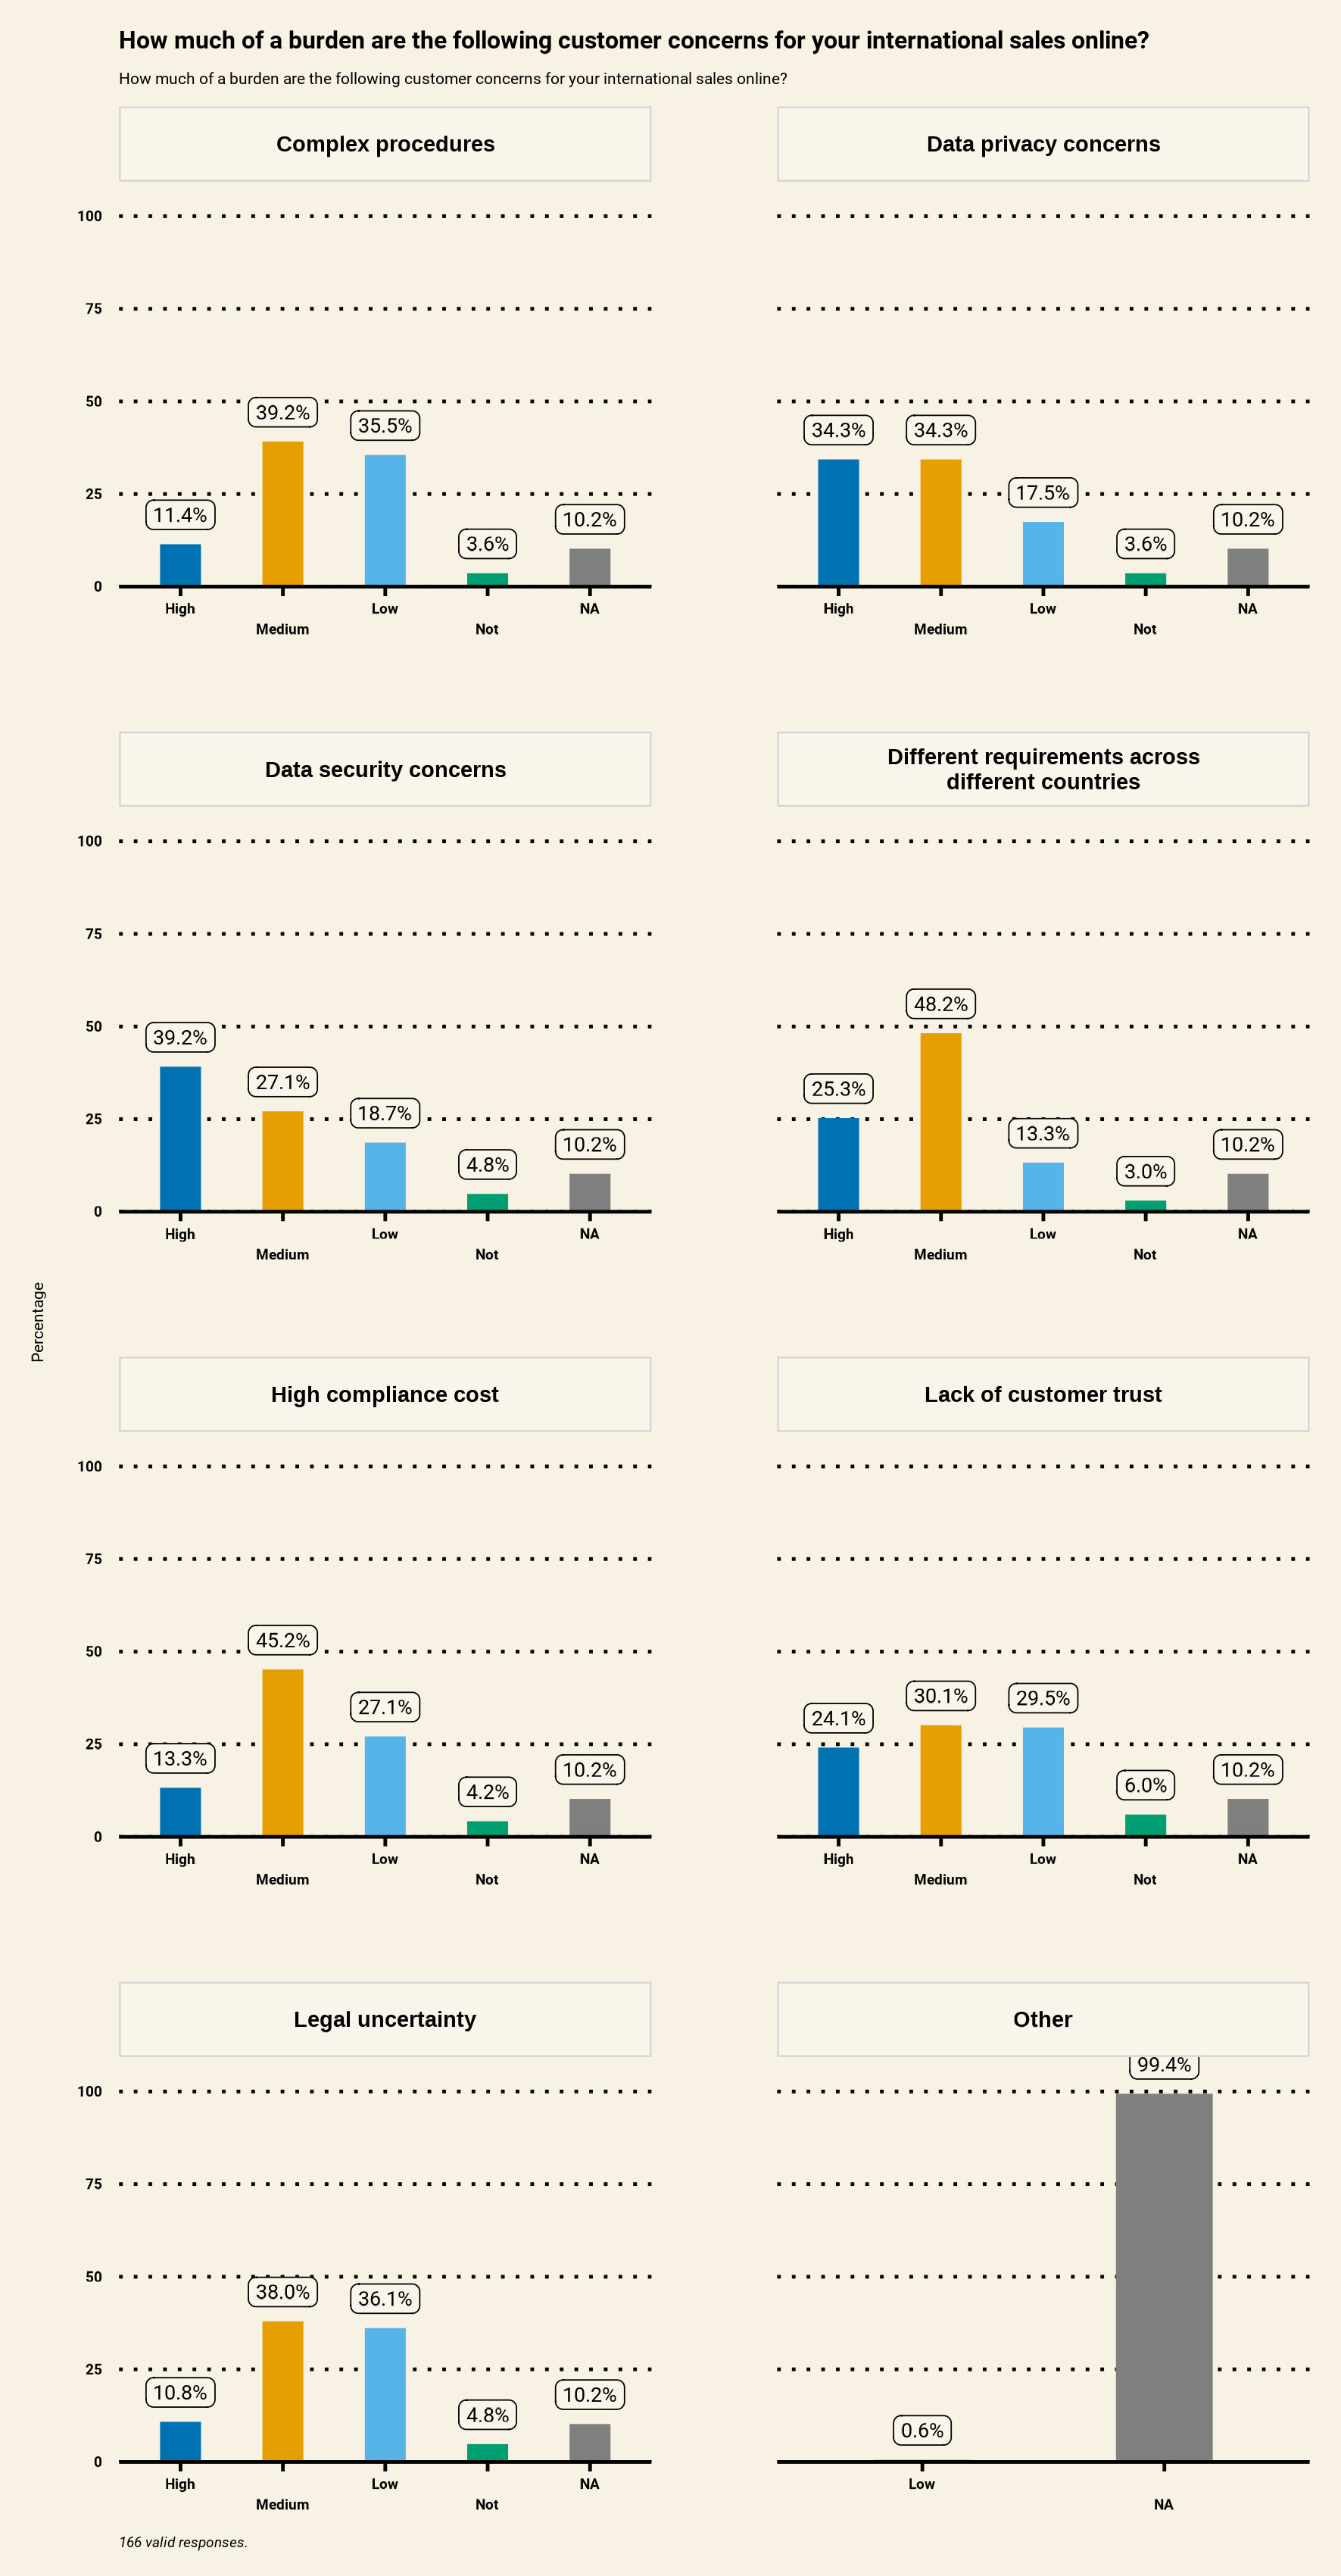 How much of a burden are the following customer concerns for your international sales online?
How much of a burden are the following customer concerns for your international sales online?
Percentage
Complex procedures
100
75
50
25
0
11.4%
39.2%
35.5%
3.6%
10.2%
High
Medium
Low
Not
NA
Data privacy concerns
34.3%
34.3%
17.5%
3.6%
10.2%
High
Medium
Low
Not
NA
Data security concerns
100
75
50
25
0
39.2%
27.1%
18.7%
4.8%
10.2%
High
Medium
Low
Not
NA
Different requirements across
different countries
25.3%
48.2%
13.3%
3.0%
10.2%
High
Medium
Low
Not
NA
High compliance cost
100
75
50
25
0
13.3%
45.2%
27.1%
4.2%
10.2%
High
Medium
Low
Not
NA
Lack of customer trust
24.1%
30.1%
29.5%
6.0%
10.2%
High
Medium
Low
Not
NA
Legal uncertainty
100
75
50
25
0
10.8%
38.0%
36.1%
4.8%
10.2%
High
Medium
Low
Not
NA
Other
0.6%
99.4%
Low
NA
166 valid responses.